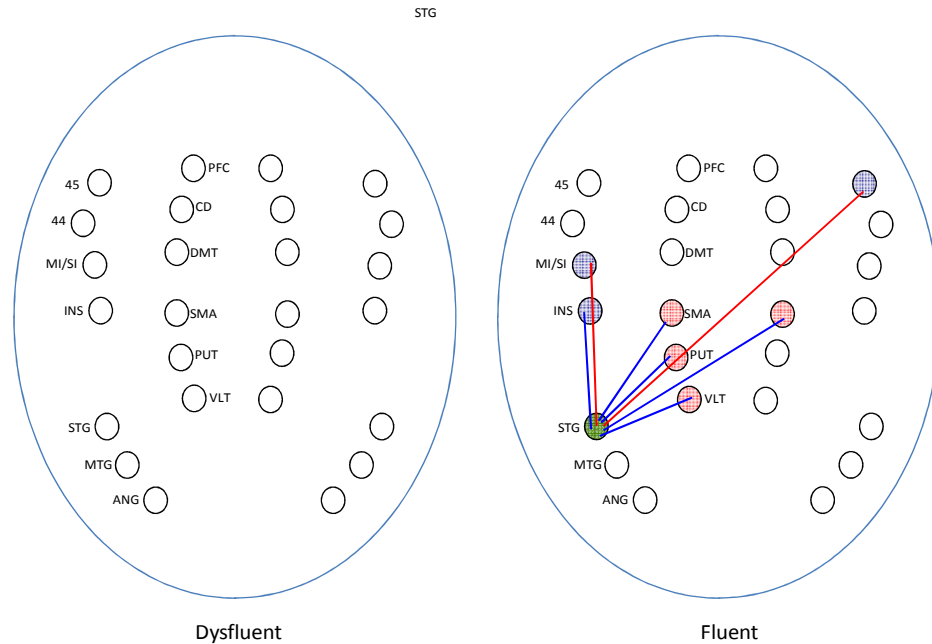 STG
45
PFC
44
CD
MI/SI
DMT
INS
SMA
PUT
VLT
STG
MTG
ANG
Dysfluent
45
PFC
44
CD
MI/SI
DMT
INS
SMA
PUT
VLT
STG
MTG
ANG
Fluent